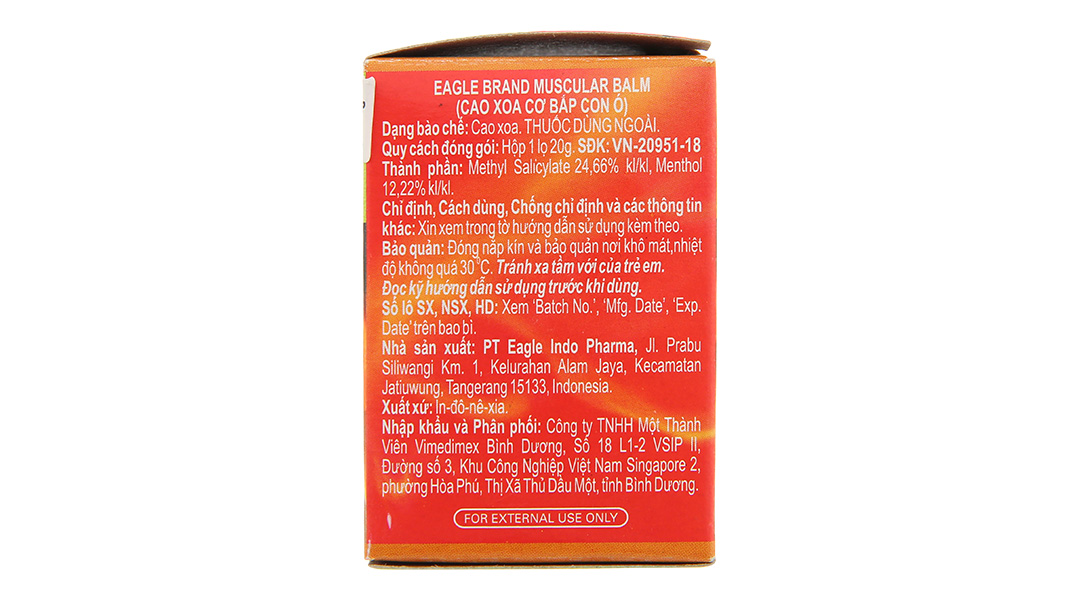 EAGLE BRAND MUSCULAR BALM
(CAO XOA CƠ BẮP CON Ó)
Dạng bào chế: Cao xoa. THUỐC DÙNG NGOÀI.
Quy cách đóng gói: Hộp 1 lọ 20g. SĐK: VN-20951-18
Thành phần: Methyl Salicylate 24,66% kl/kl, Menthol
12,22% kl/kl.
Chỉ định, Cách dùng, Chống chỉ định và các thông tin
khác: Xin xem trong tờ hướng dẫn sử dụng kèm theo.
Bảo quản: Đóng nắp kín và bảo quản nơi khô mát, nhiệt
độ không quá 30 °C. Tránh xa tầm với của trẻ em.
Đọc kỹ hướng dẫn sử dụng trước khi dùng.
Số lô SX, NSX, HD: Xem 'Batch No.', 'Mfg. Date', 'Exp.
Date' trên bao bì.
Nhà sản xuất: PT Eagle Indo Pharma, Jl. Prabu
Siliwangi Km. 1, Kelurahan Alam Jaya, Kecamatan
Jatiuwung, Tangerang 15133, Indonesia.
Xuất xứ: In-đô-nê-xia.
Nhập khẩu và Phân phối: Công ty TNHH Một Thành
Viên Vimedimex Bình Dương, Số 18 L1-2 VSIP II,
Đường số 3, Khu Công Nghiệp Việt Nam Singapore 2,
phường Hòa Phú, Thị Xã Thủ Dầu Một, tỉnh Bình Dương.
FOR EXTERNAL USE ONLY